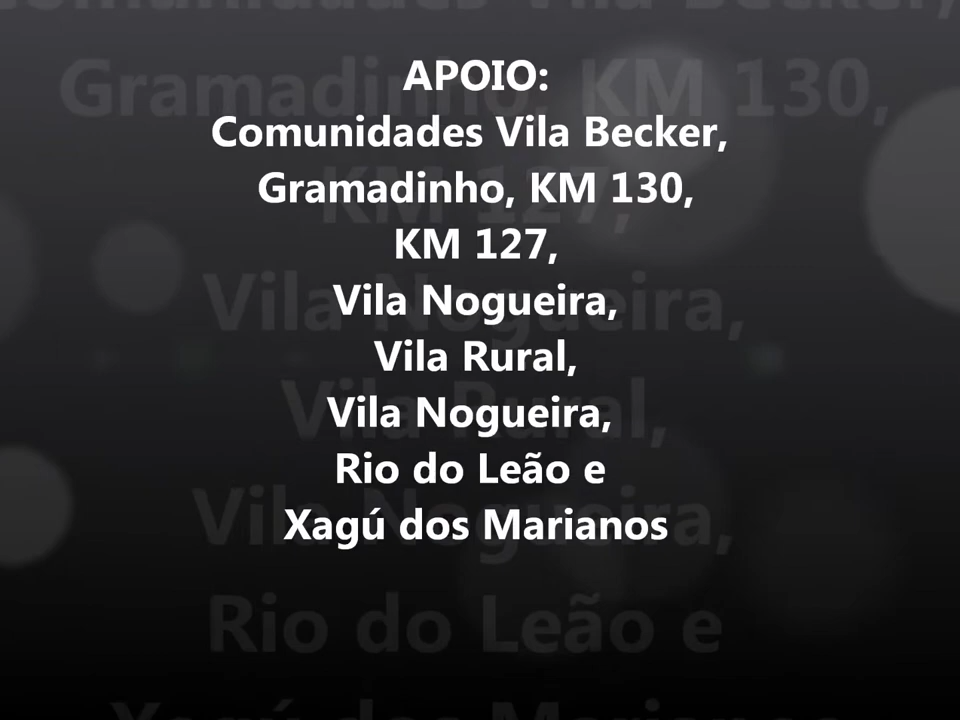 APOIO:
Comunidades Vila Becker,
Gramadinho, KM 130,
KM 127,
Vila Nogueira,
Vila Rural,
Vila Nogueira,
Rio do Leão e
Xagú dos Marianos